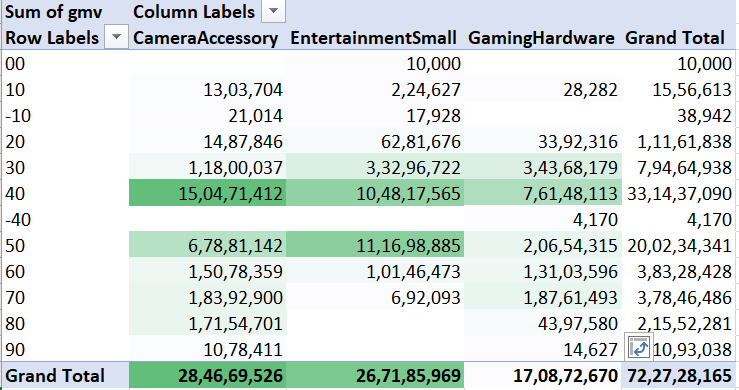 Sum of gmv Column Labels
Row Labels CameraAccessory EntertainmentSmall GamingHardware Grand Total
00 10,000 10,000
10 13,03,704 2,24,627 28,282 15,56,613
-10 21,014 17,928 38,942
20 14,87,846 62,81,676 33,92,316 1,11,61,838
30 1,18,00,037 3,32,96,722 3,43,68,179 7,94,64,938
40 15,04,71,412 10,48,17,565 7,61,48,113 33,14,37,090
-40 4,170 4,170
50 6,78,81,142 11,16,98,885 2,06,54,315 20,02,34,341
60 1,50,78,359 1,01,46,473 1,31,03,596 3,83,28,428
70 1,83,92,900 6,92,093 1,87,61,493 3,78,46,486
80 1,71,54,701 43,97,580 2,15,52,281
90 10,78,411 14,627 10,93,038
Grand Total 28,46,69,526 26,71,85,969 17,08,72,670 72,27,28,165